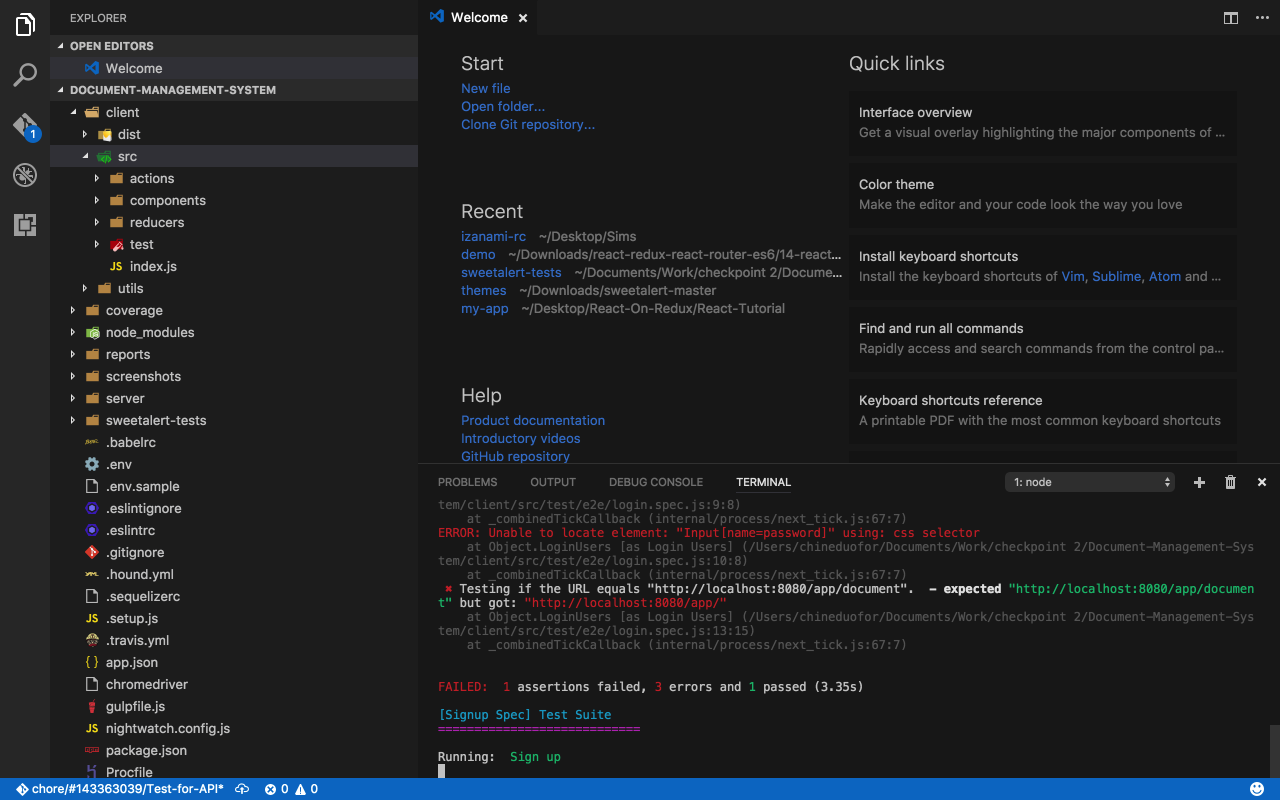 EXPLORER
OPEN EDITORS
Welcome
DOCUMENT-MANAGEMENT-SYSTEM
client
dist
src
actions
components
reducers
test
JS index.js
utils
coverage
node_modules
reports
screenshots
server
sweetalert-tests
.babelrc
.env
.env.sample
.eslintignore
.eslintrc
.gitignore
.hound.yml
.sequelizerc
JS .setup.js
.travis.yml
{ } app.json
chromedriver
gulpfile.js
JS nightwatch.config.js
package.json
Procfile
1
Welcome ×
Start
New file
Open folder...
Clone Git repository...
Recent
izanami-rc ~/Desktop/Sims
demo ~/Downloads/react-redux-react-router-es6/14-react...
sweetalert-tests ~/Documents/Work/checkpoint 2/Docume...
themes ~/Downloads/sweetalert-master
my-app ~/Desktop/React-On-Redux/React-Tutorial
Help
Product documentation
Introductory videos
GitHub repository
Quick links
Interface overview
Get a visual overlay highlighting the major components of ...
Color theme
Make the editor and your code look the way you love
Install keyboard shortcuts
Install the keyboard shortcuts of Vim, Sublime, Atom and ...
Find and run all commands
Rapidly access and search commands from the control pa...
Keyboard shortcuts reference
A printable PDF with the most common keyboard shortcuts
PROBLEMS OUTPUT DEBUG CONSOLE TERMINAL 1: node
tem/client/src/test/e2e/login.spec.js:9:8)
at _combinedTickCallback (internal/process/next_tick.js:67:7)
ERROR: Unable to locate element: "Input[name=password]" using: css selector
at Object.LoginUsers [as Login Users] (/Users/chineduofor/Documents/Work/checkpoint 2/Document-Management-Sys
tem/client/src/test/e2e/login.spec.js:10:8)
at _combinedTickCallback (internal/process/next_tick.js:67:7)
✖ Testing if the URL equals "http://localhost:8080/app/document". - expected "http://localhost:8080/app/documen
t" but got: "http://localhost:8080/app/"
at Object.LoginUsers [as Login Users] (/Users/chineduofor/Documents/Work/checkpoint 2/Document-Management-Sys
tem/client/src/test/e2e/login.spec.js:13:15)
at _combinedTickCallback (internal/process/next_tick.js:67:7)
FAILED: 1 assertions failed, 3 errors and 1 passed (3.35s)
[Signup Spec] Test Suite
============================
Running: Sign up
chore/#143363039/Test-for-API* 0 0